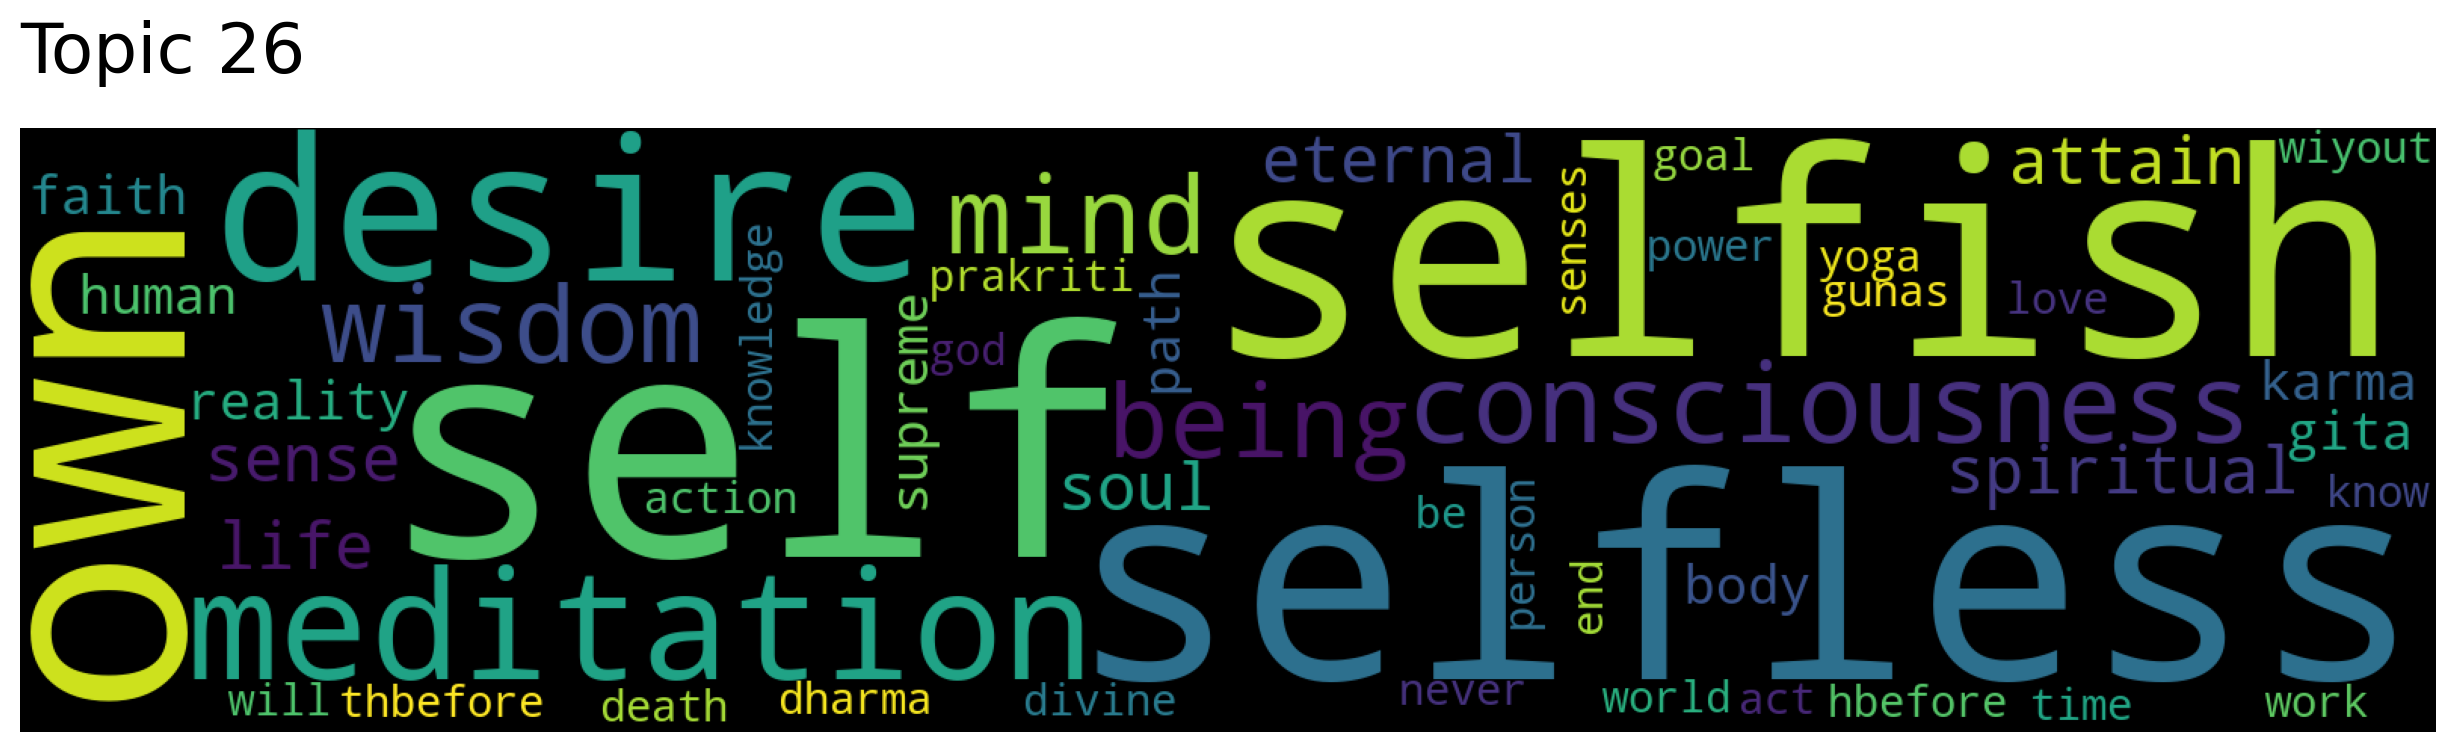 Topic 26
faith
desire
mind
eternal
selfish
goal
attain
wiyout
own
human
wisdom
knowledge
prakriti
path
senses
power
yoga
gunas
love
reality
self
supreme
god
being
consciousness
karma
gita
sense
action
soul
be
person
spiritual
know
life
meditation
selfless
end
body
will
thbefore
death
dharma
divine
never
world
act
hbefore
time
work